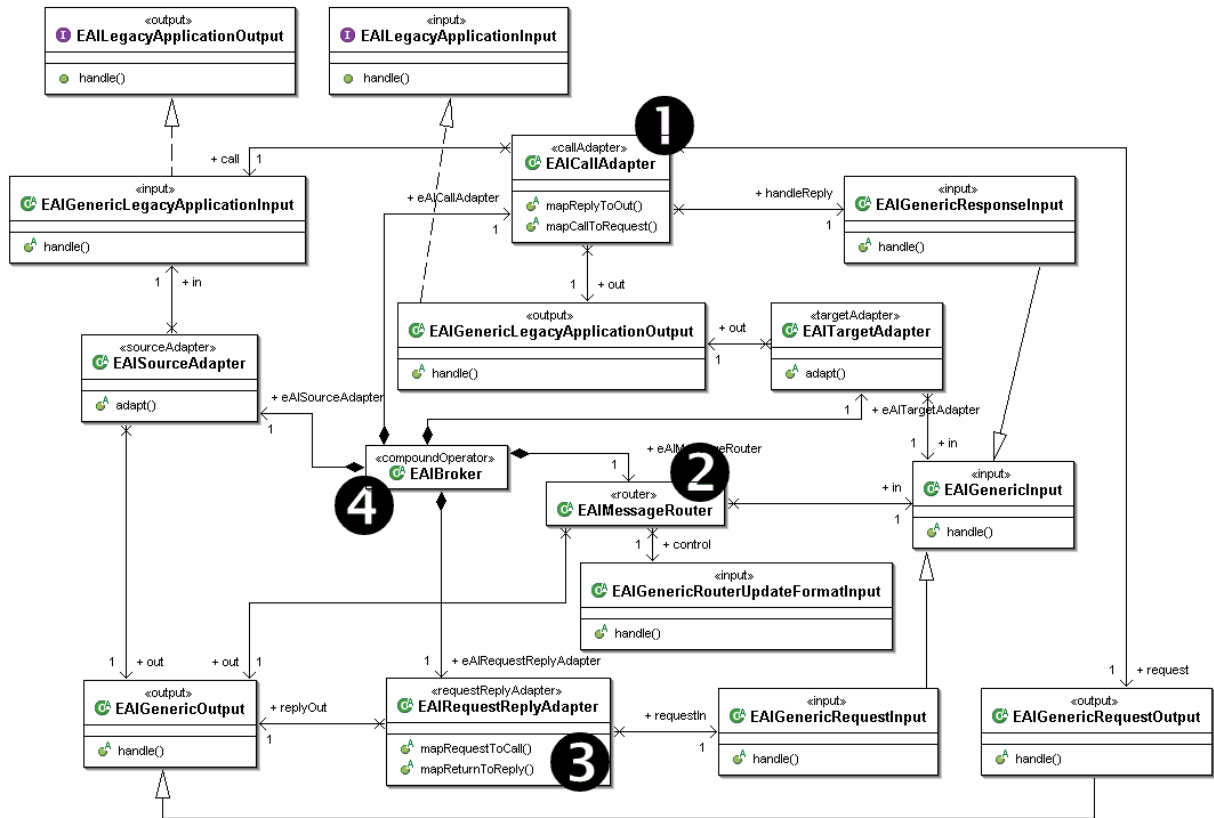 «output»
EAILegacyApplicationOutput
handle()
«input»
EAILegacyApplicationInput
handle()
1
«callAdapter»
EAICallAdapter
mapReplyToOut()
mapCallToRequest()
+ call
1
«input»
EAIGenericLegacyApplicationInput
handle()
+ eAICallAdapter
1
+ handleReply
1
«input»
EAIGenericResponseInput
handle()
1
+ in
1
+ out
«output»
EAIGenericLegacyApplicationOutput
handle()
+ out
1
«targetAdapter»
EAITargetAdapter
adapt()
«sourceAdapter»
EAISourceAdapter
adapt()
+ eAISourceAdapter
1
1
+ eAITargetAdapter
1
+ in
«compoundOperator»
EAIBroker
4
+ eAIMessageRouter
1
2
«router»
EAIMessageRouter
+ in
1
«input»
EAIGenericInput
handle()
1
+ control
«input»
EAIGenericRouterUpdateFormatInput
handle()
1
+ out
+ out
1
1
+ eAIRequestReplyAdapter
1
+ request
«output»
EAIGenericOutput
handle()
+ replyOut
1
«requestReplyAdapter»
EAIRequestReplyAdapter
mapRequestToCall()
mapReturnToReply()
3
+ requestIn
1
«input»
EAIGenericRequestInput
handle()
«output»
EAIGenericRequestOutput
handle()